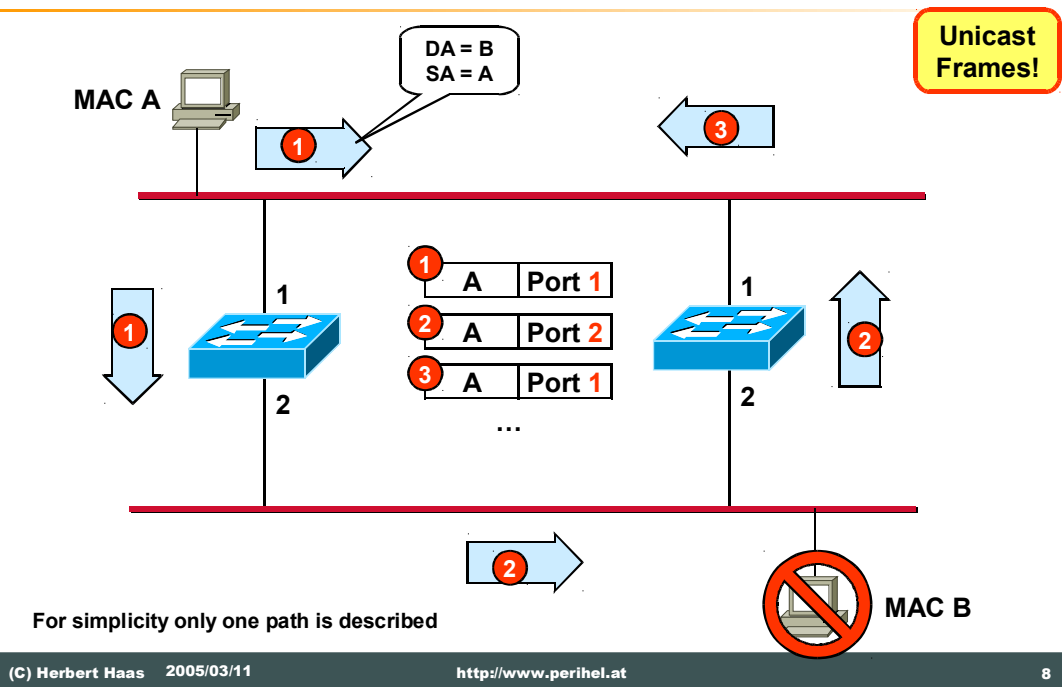 Unicast
Frames!
DA = B
SA = A
MAC A
1
3
1
A Port 1
2
A Port 2
3
A Port 1
…
1
1
2
1
2
2
2
2
MAC B
For simplicity only one path is described
(C) Herbert Haas 2005/03/11 http://www.perihel.at 8